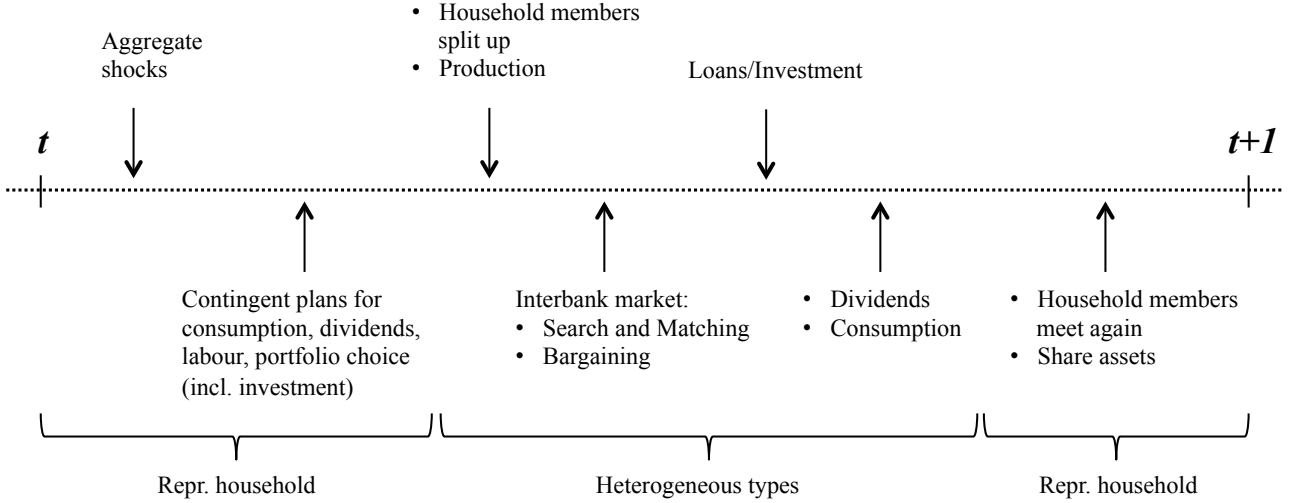 • Household members
split up
• Production
Aggregate
shocks
Loans/Investment
t
t+1
Contingent plans for
consumption, dividends,
labour, portfolio choice
(incl. investment)
Interbank market:
• Search and Matching
• Bargaining
• Dividends
• Consumption
• Household members
meet again
• Share assets
Repr. household
Heterogeneous types
Repr. household